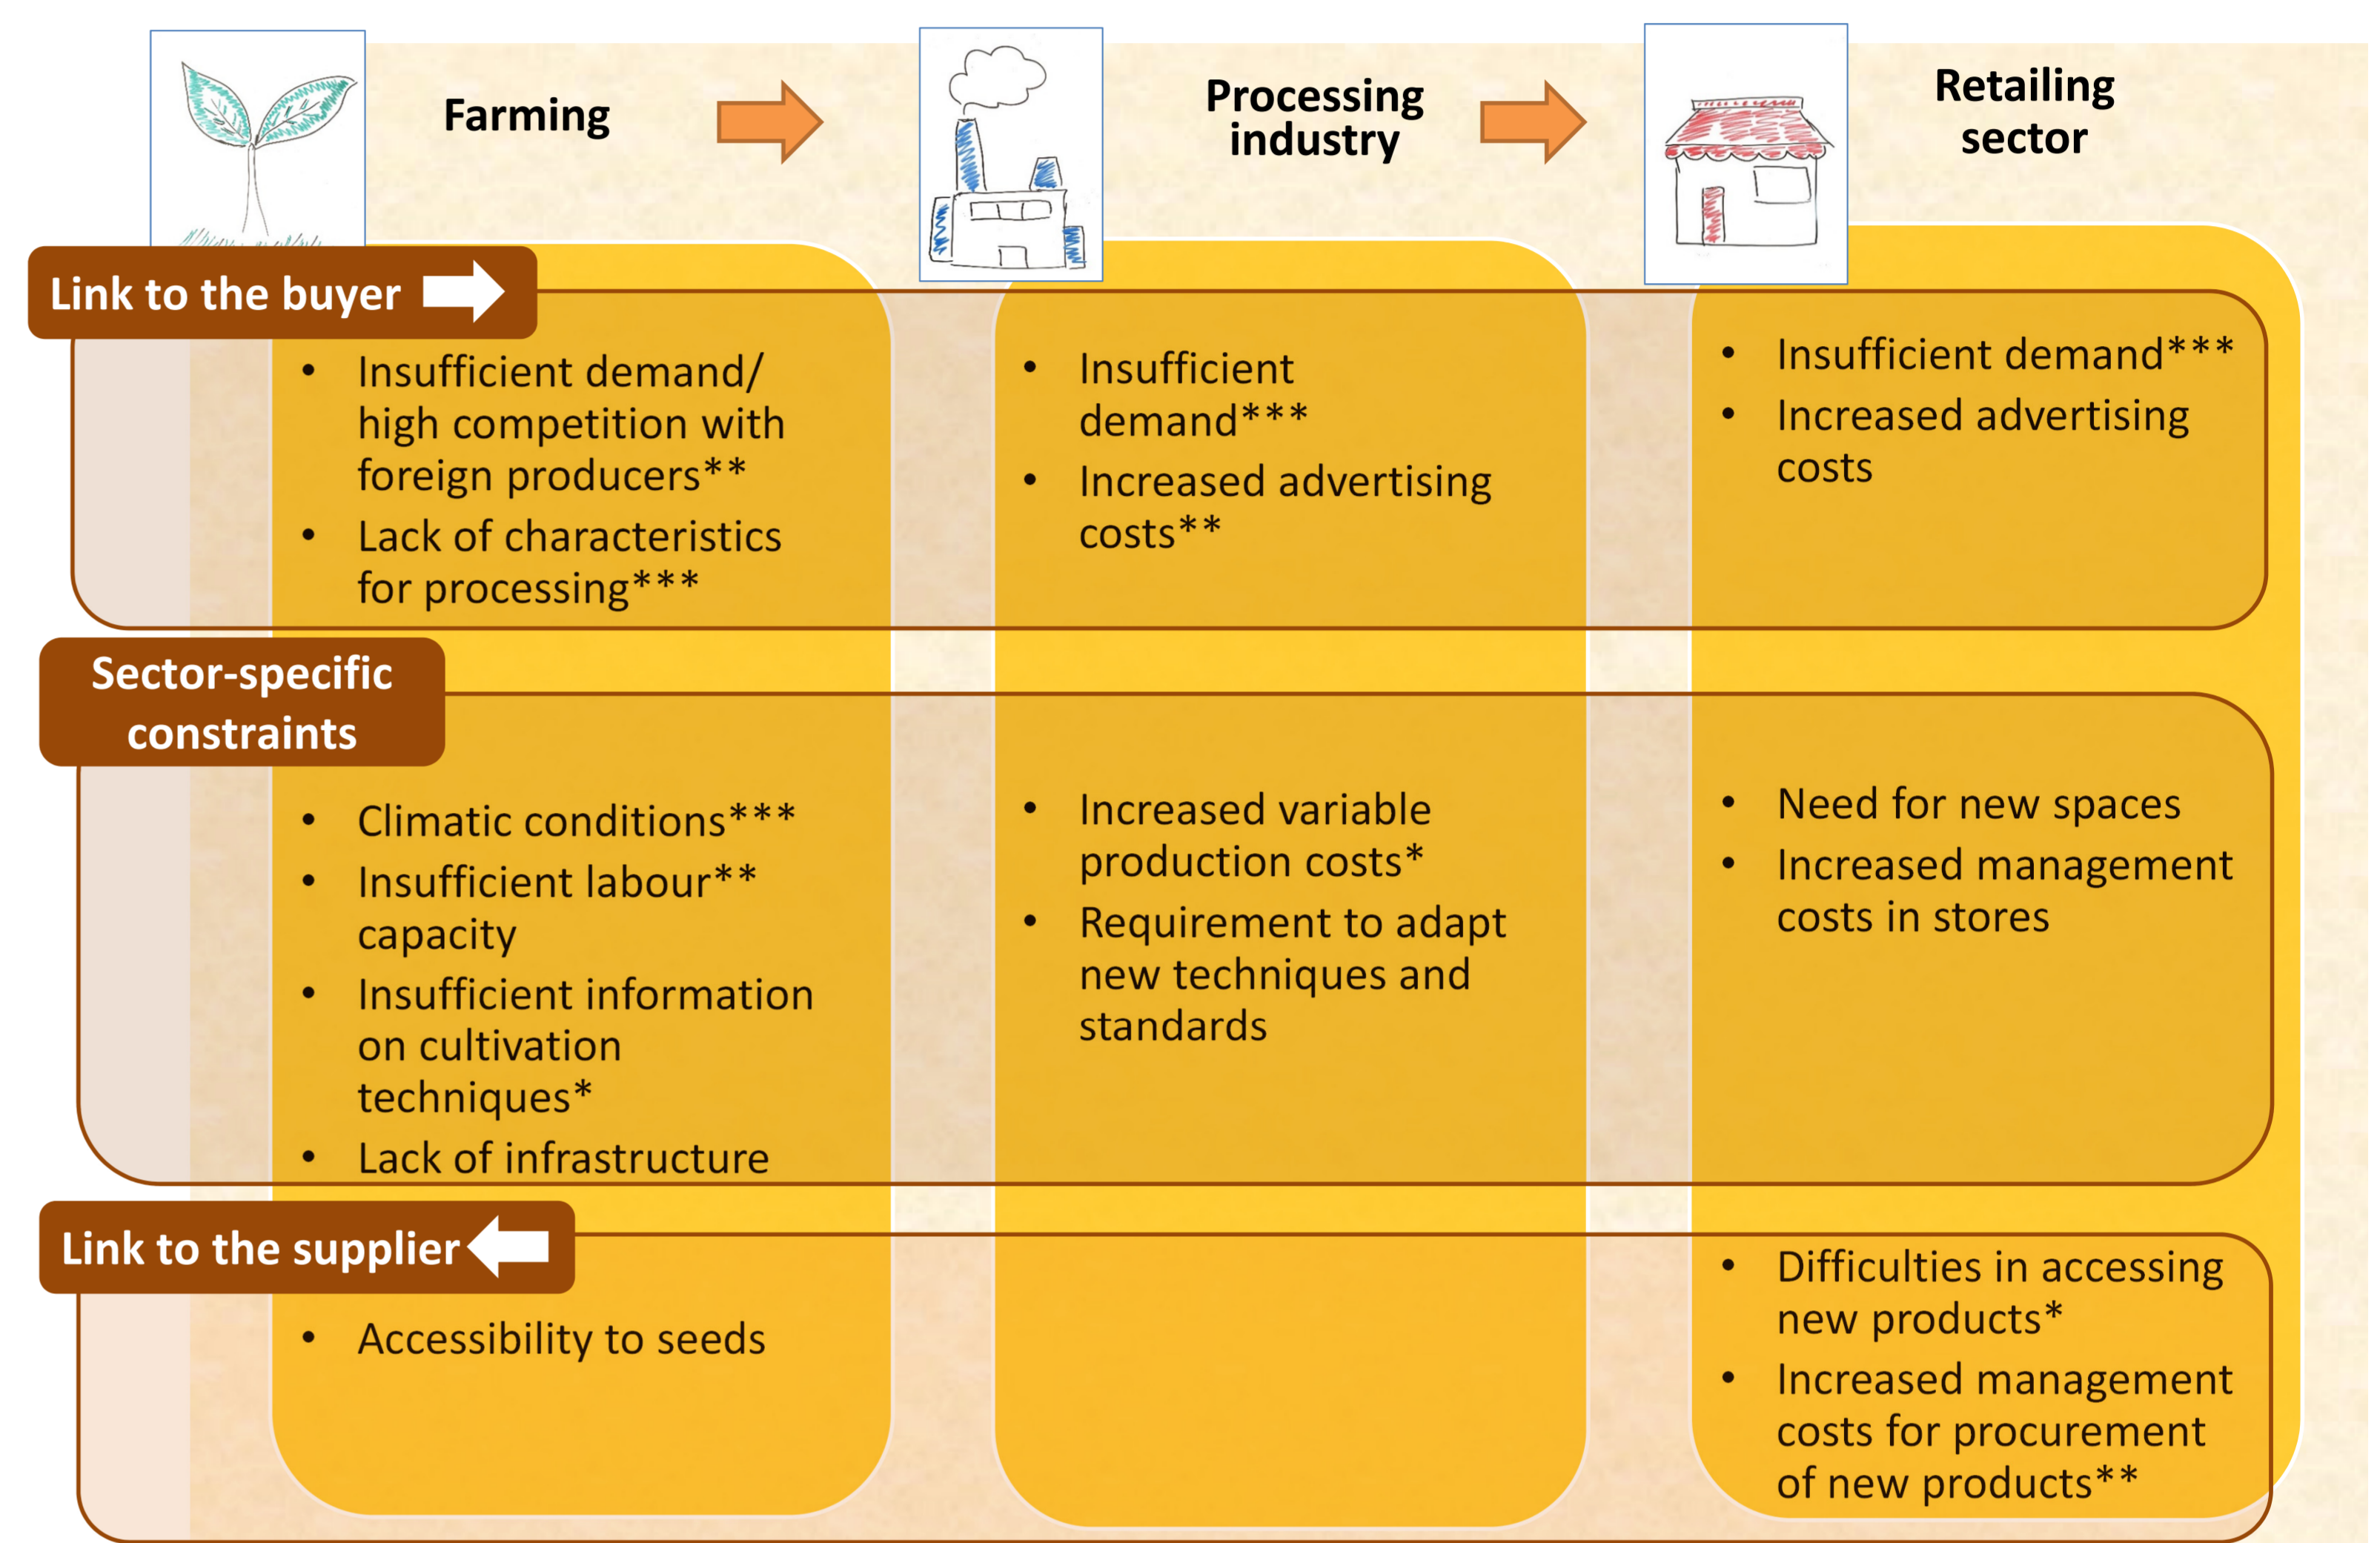 Farming
Processing
industry
Retailing
sector
Link to the buyer
• Insufficient demand/
high competition with
foreign producers**
• Lack of characteristics
for processing***
• Insufficient
demand***
• Increased advertising
costs**
• Insufficient demand***
• Increased advertising
costs
Sector-specific
constraints
• Climatic conditions***
• Insufficient labour**
capacity
• Insufficient information
on cultivation
techniques*
• Lack of infrastructure
• Increased variable
production costs*
• Requirement to adapt
new techniques and
standards
• Need for new spaces
• Increased management
costs in stores
Link to the supplier
• Accessibility to seeds
• Difficulties in accessing
new products*
• Increased management
costs for procurement
of new products**